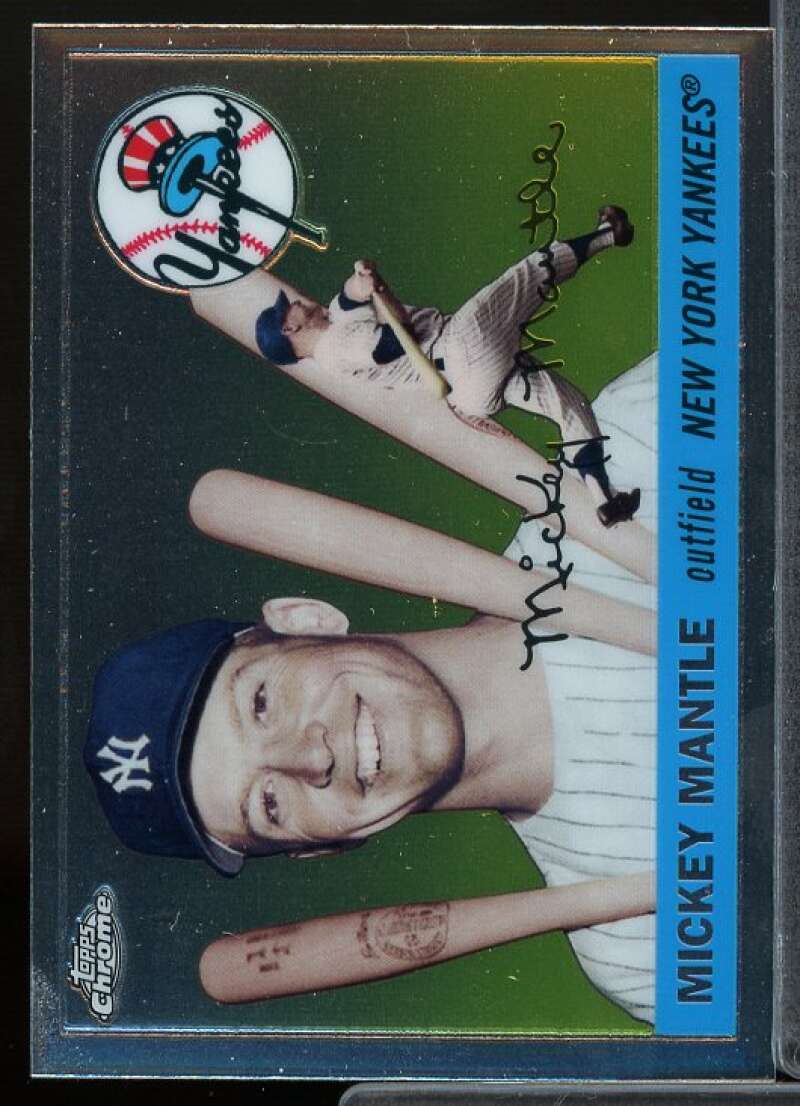 Yankees
Mickey Mantle
NY
TOPPS
Chrome
MICKEY MANTLE outfield NEW YORK YANKEES®